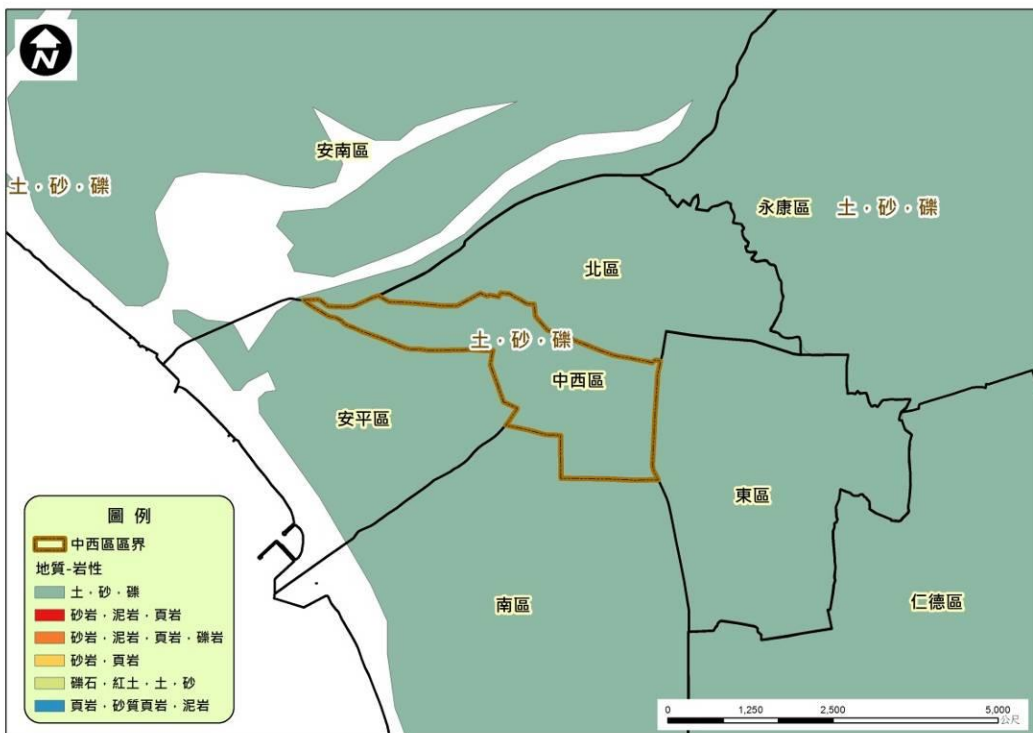 N
安南區
土·砂·礫
永康區
土·砂·礫
北區
土·砂·礫
中西區
安平區
東區
南區
仁德區
圖 例
中西區區界
地質-岩性
土·砂·礫
砂岩·泥岩·頁岩
砂岩·泥岩·頁岩·礫岩
砂岩·頁岩
礫石·紅土·土·砂
頁岩·砂質頁岩·泥岩
0 1,250 2,500 5,000
公尺